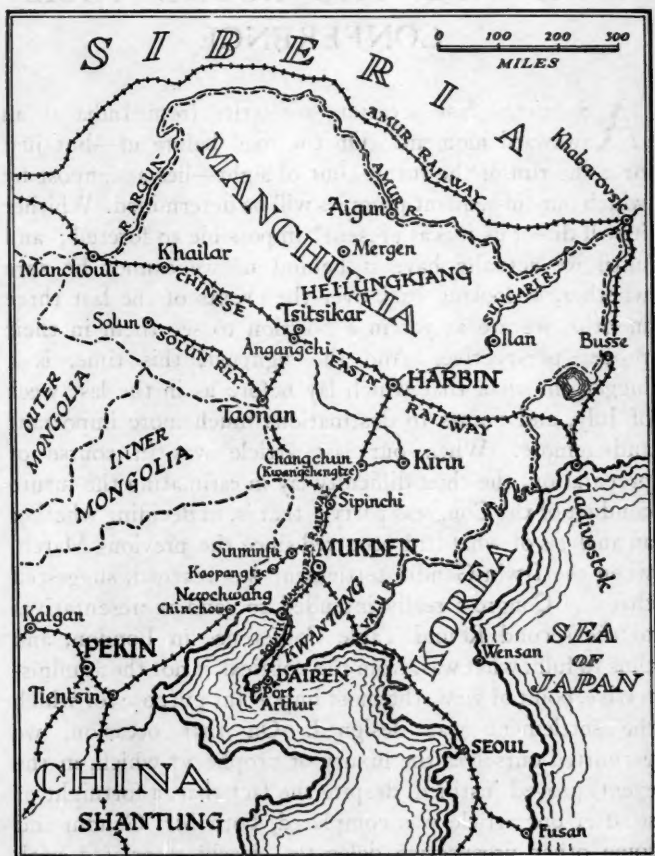 SIBERIA
0 100 200 300
MILES
AMUR RAILWAY
Khabarovsk
ARGUN R.
MANCHURIA
AMUR R.
Aigun
Merga
Manchouli
Khailar
HEILUNGKIANG
SUNGARI R.
CHINESE EAST. RAILWAY
Tsitsikar
Solun
SOLUN RLY.
Angangchi
Ilan
Busse
HARBIN
OUTER MONGOLIA
INNER MONGOLIA
Taonan
Changchun
(Kwangchengtze)
Kirin
Vladivostok
Sipinchi
Sinminfu
MUKDEN
Newchwang
Chinchow
KWANTUNG
YALU R.
KOREA
Kalgan
PEKIN
Wensan
SEA OF JAPAN
DAIREN
Port Arthur
Tientsin
SEOUL
CHINA
SHANTUNG
Fusan